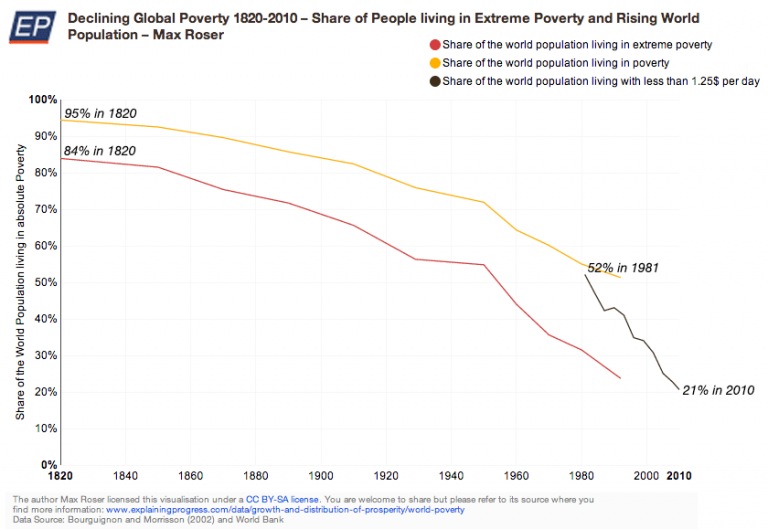 EP
Declining Global Poverty 1820-2010 – Share of People living in Extreme Poverty and Rising World
Population – Max Roser
Share of the world population living in extreme poverty
Share of the world population living in poverty
Share of the world population living with less than 1.25$ per day
Share of the World Population living in absolute Poverty
100%
90%
80%
70%
60%
50%
40%
30%
20%
10%
0%
95% in 1820
84% in 1820
52% in 1981
21% in 2010
1820
1840
1860
1880
1900
1920
1940
1960
1980
2000
2010
The author Max Roser licensed this visualisation under a CC BY-SA license. You are welcome to share but please refer to its source where you
find more information: www.explainingprogress.com/data/growth-and-distribution-of-prosperity/world-poverty
Data Source: Bourguignon and Morrisson (2002) and World Bank